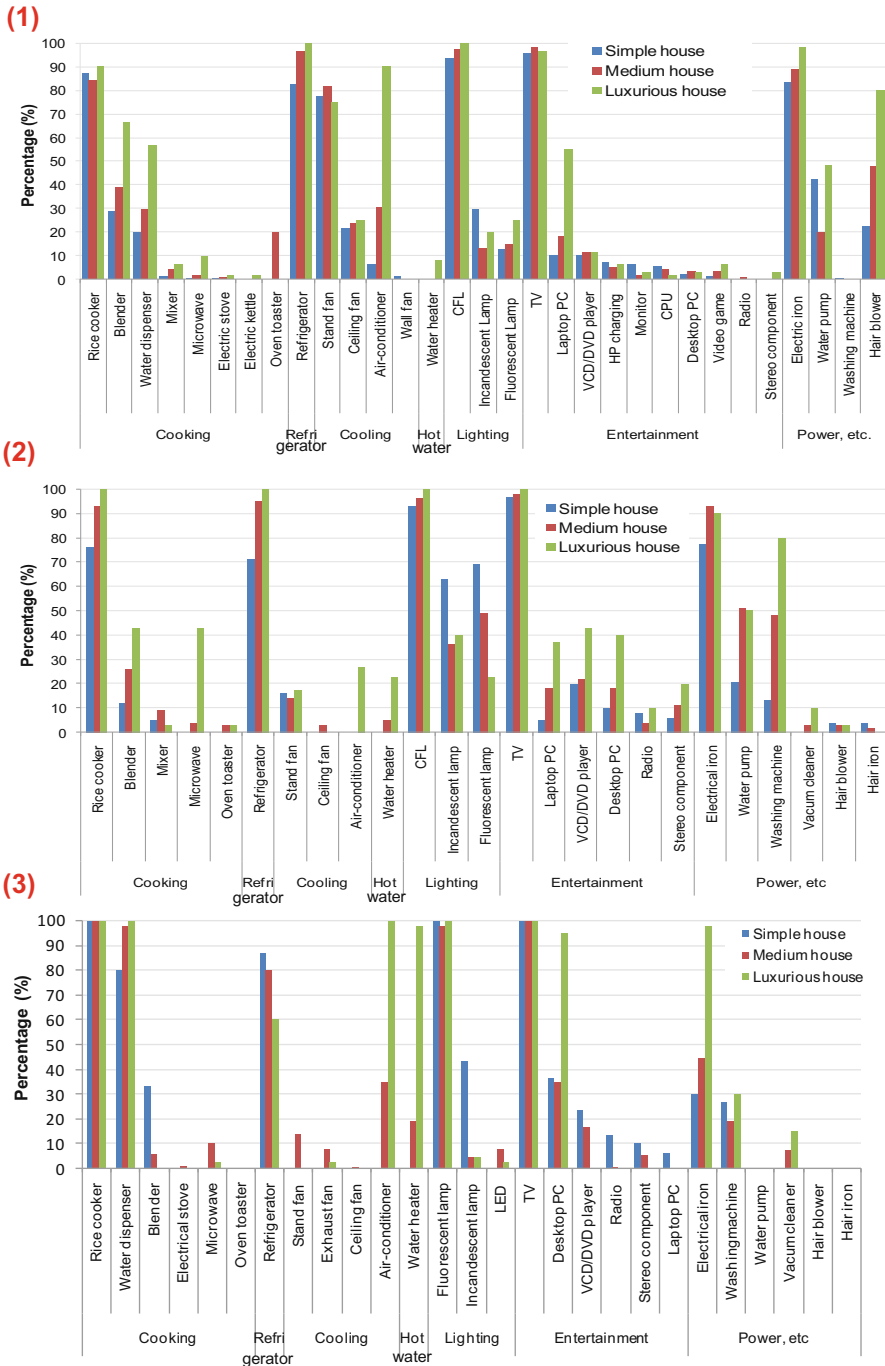 (1)
Percentage (%)
100
90
80
70
60
50
40
30
20
10
0
Simple house
Medium house
Luxurious house
Rice cooker
Blender
Water dispenser
Mixer
Microwave
Electric stove
Electric kettle
Oven toaster
Refrigerator
Stand fan
Ceiling fan
Air-conditioner
Wall fan
Water heater
CFL
Incandescent Lamp
Fluorescent Lamp
TV
Laptop PC
VCD/DVD player
HP charging
Monitor
CPU
Desktop PC
Video game
Radio
Stereo component
Electric iron
Water pump
Washing machine
Hair blower
Cooking
Refri
gerator
Cooling
Hot
water
Lighting
Entertainment
Power, etc.
(2)
Percentage (%)
100
90
80
70
60
50
40
30
20
10
0
Simple house
Medium house
Luxurious house
Rice cooker
Blender
Mixer
Microwave
Oven toaster
Refrigerator
Stand fan
Ceiling fan
Air-conditioner
Water heater
CFL
Incandescent lamp
Fluorescent lamp
TV
Laptop PC
VCD/DVD player
Desktop PC
Radio
Stereo component
Electrical iron
Water pump
Washing machine
Vacum cleaner
Hair blower
Hair iron
Cooking
Refri
gerator
Cooling
Hot
water
Lighting
Entertainment
Power, etc
(3)
Percentage (%)
100
90
80
70
60
50
40
30
20
10
0
Simple house
Medium house
Luxurious house
Rice cooker
Water dispenser
Blender
Electrical stove
Microwave
Oven toaster
Refrigerator
Stand fan
Exhaust fan
Ceiling fan
Air-conditioner
Water heater
Fluorescent lamp
Incandescent lamp
LED
TV
Desktop PC
VCD/DVD player
Radio
Stereo component
Laptop PC
Electrical iron
Washing machine
Water pump
Vacum cleaner
Hair blower
Hair iron
Cooking
Refri
gerator
Cooling
Hot
water
Lighting
Entertainment
Power, etc